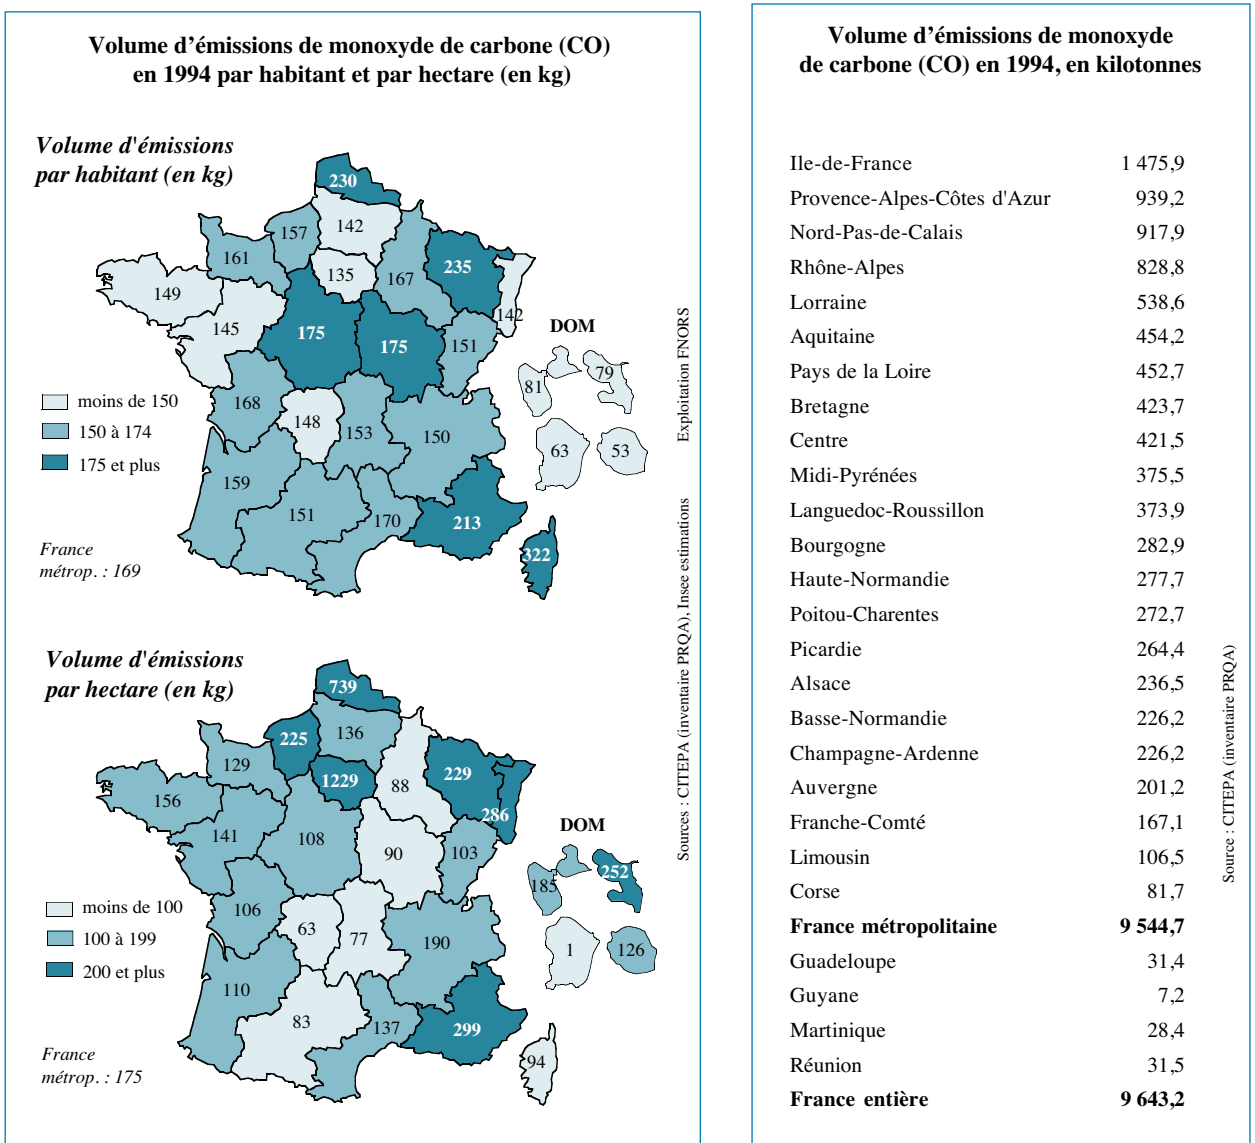 Volume d'émissions de monoxyde de carbone (CO)
en 1994 par habitant et par hectare (en kg)
Volume d'émissions
par habitant (en kg)
230
142
157
161
135
167
235
142
149
145
175
175
151
168
148
153
150
159
151
170
213
322
DOM
81
79
63
53
moins de 150
150 à 174
175 et plus
France
métrop. : 169
Volume d'émissions
par hectare (en kg)
739
136
225
129
1229
88
229
286
156
141
108
90
103
106
63
77
190
110
83
137
299
94
DOM
185
252
1
126
moins de 100
100 à 199
200 et plus
France
métrop. : 175
Sources : CITEPA (inventaire PRQA), Insee estimations Exploitation FNORS
Volume d'émissions de monoxyde
de carbone (CO) en 1994, en kilotonnes
Ile-de-France 1 475,9
Provence-Alpes-Côtes d'Azur 939,2
Nord-Pas-de-Calais 917,9
Rhône-Alpes 828,8
Lorraine 538,6
Aquitaine 454,2
Pays de la Loire 452,7
Bretagne 423,7
Centre 421,5
Midi-Pyrénées 375,5
Languedoc-Roussillon 373,9
Bourgogne 282,9
Haute-Normandie 277,7
Poitou-Charentes 272,7
Picardie 264,4
Alsace 236,5
Basse-Normandie 226,2
Champagne-Ardenne 226,2
Auvergne 201,2
Franche-Comté 167,1
Limousin 106,5
Corse 81,7
France métropolitaine 9 544,7
Guadeloupe 31,4
Guyane 7,2
Martinique 28,4
Réunion 31,5
France entière 9 643,2
Source : CITEPA (inventaire PRQA)